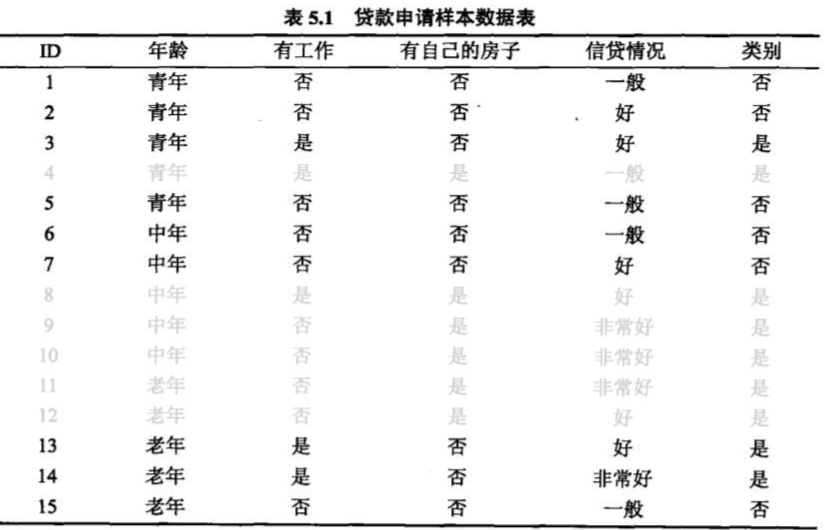 表 5.1 贷款申请样本数据表
ID 年龄 有工作 有自己的房子 信贷情况 类别
1 青年 否 否 一般 否
2 青年 否 否 好 否
3 青年 是 否 好 是
4 青年 是 是 一般 是
5 青年 否 否 一般 否
6 中年 否 否 一般 否
7 中年 否 否 好 否
8 中年 是 是 好 是
9 中年 否 是 非常好 是
10 中年 否 是 非常好 是
11 老年 否 是 非常好 是
12 老年 否 是 好 是
13 老年 是 否 好 是
14 老年 是 否 非常好 是
15 老年 否 否 一般 否